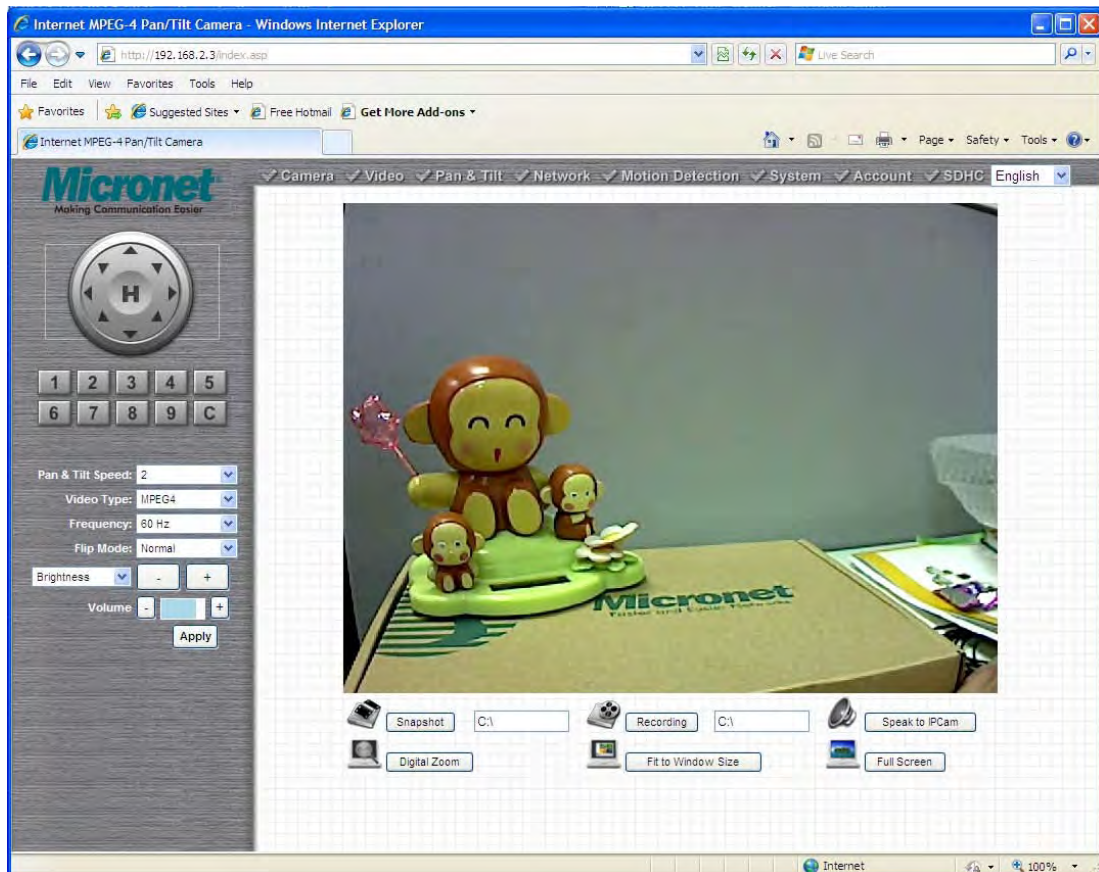 Internet MPEG-4 Pan/Tilt Camera - Windows Internet Explorer
http://192.168.2.3/index.asp
Live Search
File Edit View Favorites Tools Help
Favorites Suggested Sites Free Hotmail Get More Add-ons
Internet MPEG-4 Pan/Tilt Camera
Page Safety Tools
Micronet
Making Communication Easier
Camera Video Pan & Tilt Network Motion Detection System Account SDHC English
H
1 2 3 4 5
6 7 8 9 C
Pan & Tilt Speed: 2
Video Type: MPEG4
Frequency: 60 Hz
Flip Mode: Normal
Brightness - +
Volume - +
Apply
Micronet
Faster and Easier Networks
Snapshot C:\ Recording C:\ Speak to IPCam
Digital Zoom Fit to Window Size Full Screen
Internet 100%